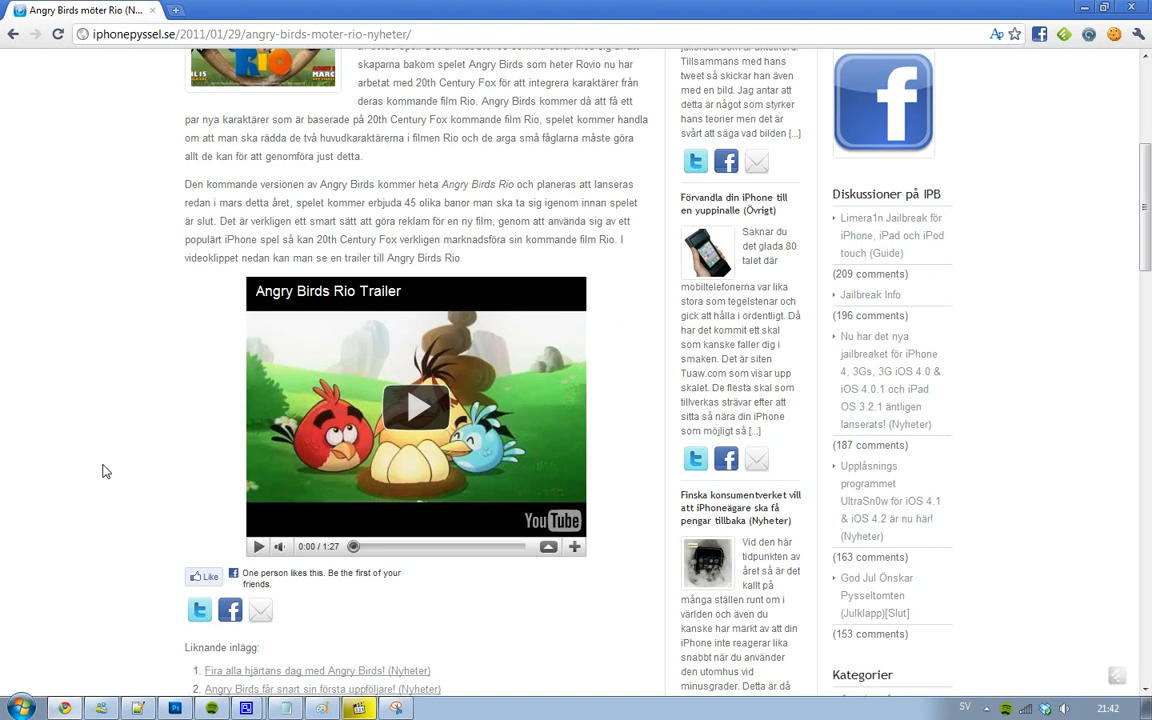 Angry Birds möter Rio (N...
iphonepyssel.se/2011/01/29/angry-birds-moter-rio-nyheter/
RIO
skaparna bakom spelet Angry Birds som heter Rovio nu har
arbetat med 20th Century Fox för att integrera karaktärer från
deras kommande film Rio. Angry Birds kommer då att få ett
par nya karaktärer som är baserade på 20th Century Fox kommande film Rio, spelet kommer handla
om att man ska rädda de två huvudkaraktärerna i filmen Rio och de arga små fåglarna måste göra
allt de kan för att genomföra just detta.
Den kommande versionen av Angry Birds kommer heta Angry Birds Rio och planeras att lanseras
redan i mars detta året, spelet kommer erbjuda 45 olika banor man ska ta sig igenom innan spelet
är slut. Det är verkligen ett smart sätt att göra reklam för en ny film, genom att använda sig av ett
populärt iPhone spel så kan 20th Century Fox verkligen marknadsföra sin kommande film Rio. I
videoklippet nedan kan man se en trailer till Angry Birds Rio.
Angry Birds Rio Trailer
YouTube
0:00 / 1:27
Like
One person likes this. Be the first of your
friends.
Liknande inlägg:
1. Fira alla hjärtans dag med Angry Birds! (Nyheter)
2. Angry Birds får snart sin första uppföljare! (Nyheter)
Tillsammans med hans
tweet så skickar han även
med en bild. Jag antar att
detta är något som styrker
hans teorier men det är
svårt att säga vad bilden [...]
Förvandla din iPhone till
en yuppinalle (Övrigt)
Saknar du
det glada 80
talet där
mobiltelefonerna var lika
stora som tegelstenar och
gick att hålla i ordentligt. Då
har det kommit ett skal
som kanske faller dig i
smaken. Det är siten
Tuaw.com som visar upp
skalet. De flesta skal som
tillverkas strävar efter att
sitta så nära din iPhone
som möjligt så [...]
Finska konsumentverket vill
att iPhoneägare ska få
pengar tillbaka (Nyheter)
Vid den här
tidpunkten av
året så är det
kallt på
många ställen runt om i
världen och även du
kanske har märkt av att din
iPhone inte reagerar lika
snabbt när du använder
den utomhus vid
minusgrader. Detta är då
Diskussioner på IPB
Limera1n Jailbreak för
iPhone, iPad och iPod
touch (Guide)
(209 comments)
Jailbreak Info
(196 comments)
Nu har det nya
jailbreaket för iPhone
4, 3Gs, 3G iOS 4.0 &
iOS 4.0.1 och iPad
OS 3.2.1 äntligen
lanserats! (Nyheter)
(187 comments)
Upplåsnings
programmet
UltraSn0w för iOS 4.1
& iOS 4.2 är nu här!
(Nyheter)
(163 comments)
God Jul Önskar
Pysseltomten
(Julklapp)[Slut]
(153 comments)
Kategorier
SV
21:42